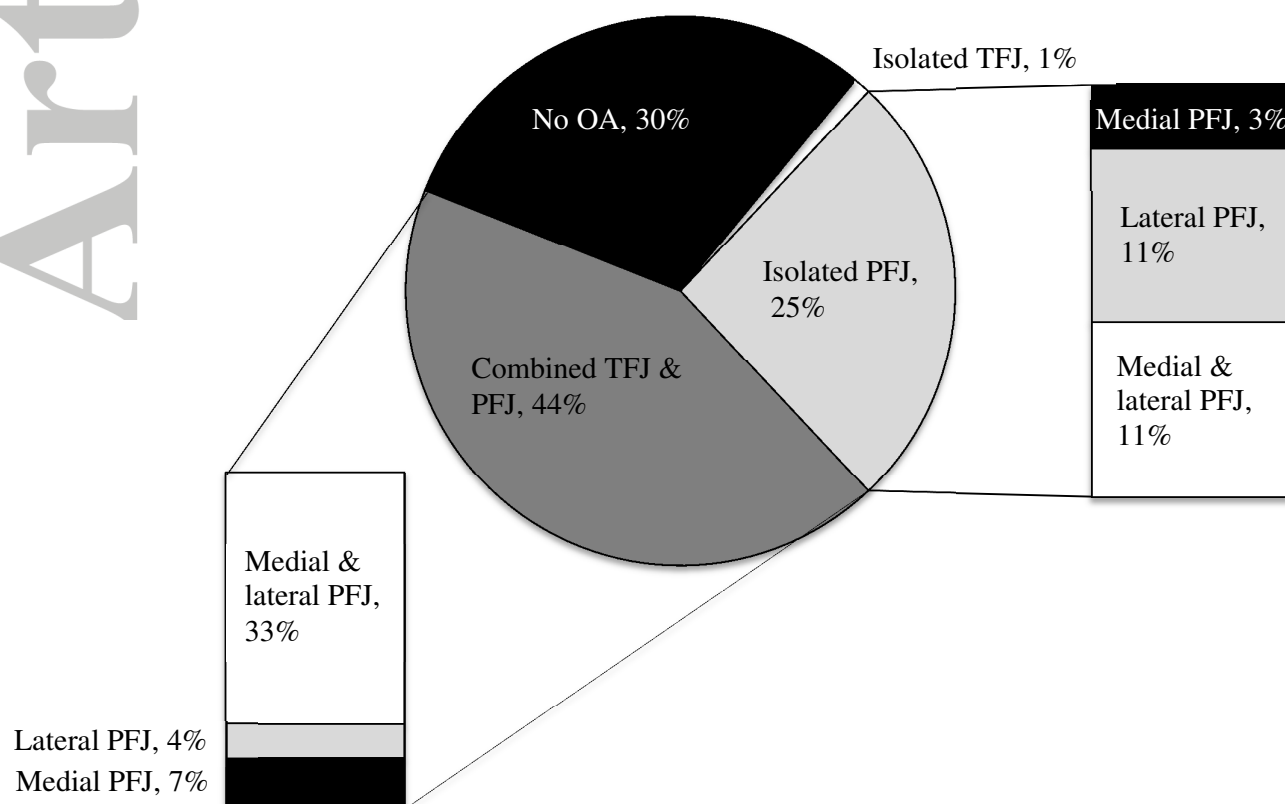 Art
Isolated TFJ, 1%
No OA, 30%
Medial PFJ, 3%
Lateral PFJ,
11%
Isolated PFJ,
25%
Medial &
lateral PFJ,
11%
Combined TFJ &
PFJ, 44%
Medial &
lateral PFJ,
33%
Lateral PFJ, 4%
Medial PFJ, 7%